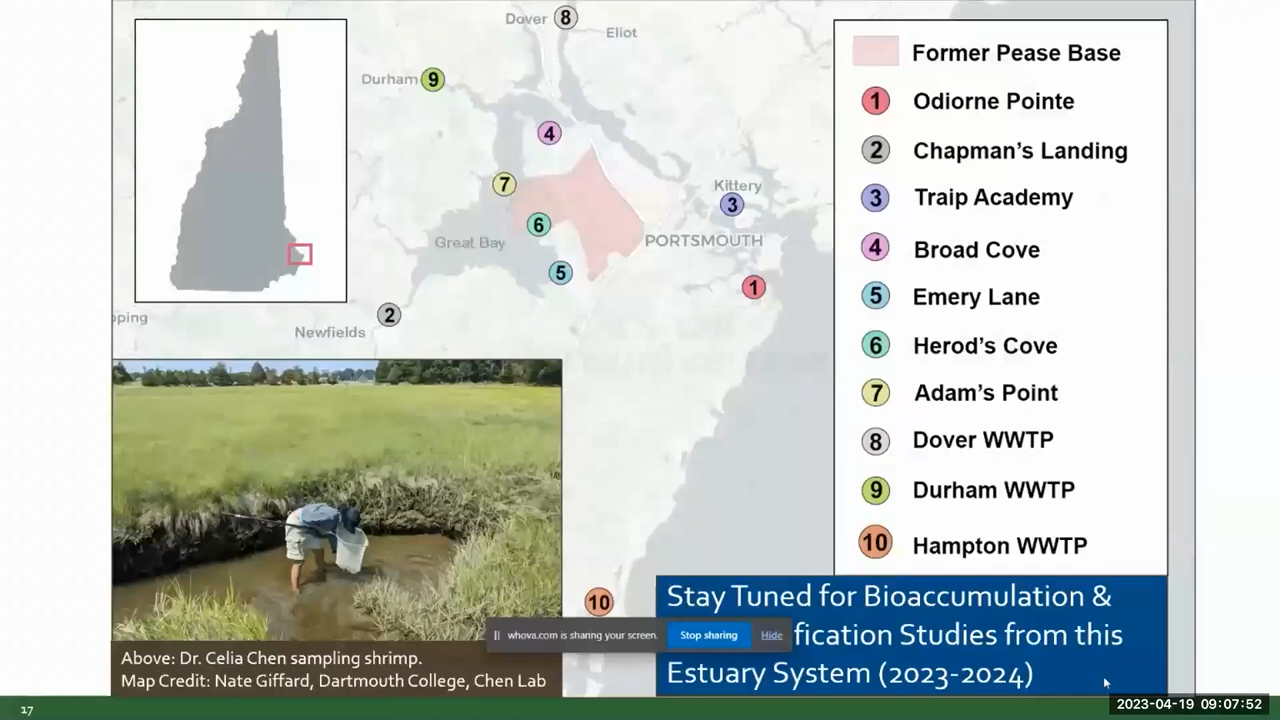 Dover 8
Eliot
Durham 9
4
7
Kittery
3
6
Great Bay
PORTSMOUTH
5
1
2
Newfields
pping
10
Former Pease Base
1 Odiorne Pointe
2 Chapman's Landing
3 Traip Academy
4 Broad Cove
5 Emery Lane
6 Herod's Cove
7 Adam's Point
8 Dover WWTP
9 Durham WWTP
10 Hampton WWTP
Stay Tuned for Bioaccumulation &
fication Studies from this
Estuary System (2023-2024)
whova.com is sharing your screen. Stop sharing Hide
Above: Dr. Celia Chen sampling shrimp.
Map Credit: Nate Giffard, Dartmouth College, Chen Lab
17
2023-04-19 09:07:52